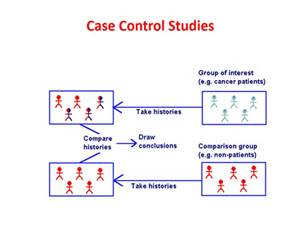 Case Control Studies
Group of interest
(e.g. cancer patients)
Take histories
Compare
histories
Draw
conclusions
Comparison group
(e.g. non-patients)
Take histories